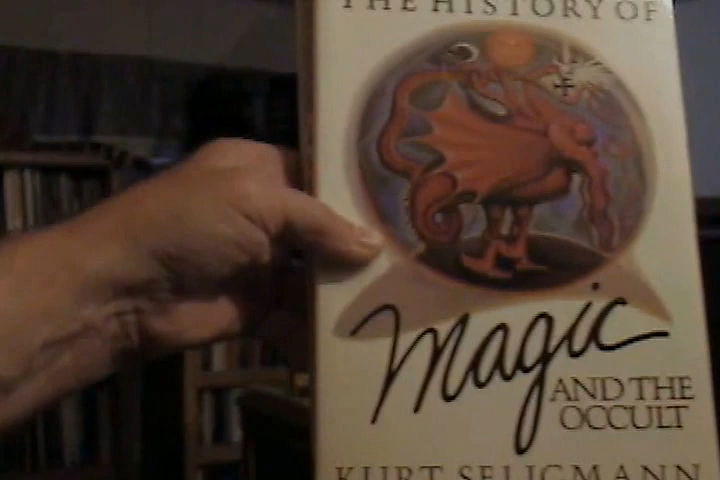 THE HISTORY OF
Magic
AND THE
OCCULT
KURT SELIGMANN